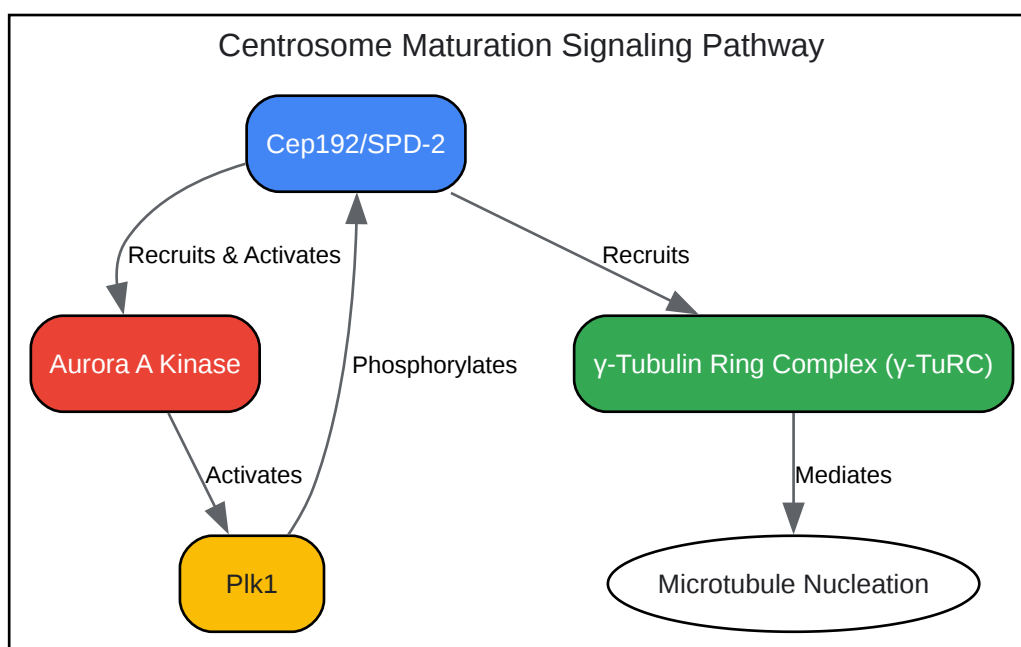 Centrosome Maturation Signaling Pathway
Cep192/SPD-2
Recruits & Activates
Recruits
Aurora A Kinase
Phosphorylates
γ-Tubulin Ring Complex (γ-TuRC)
Activates
Mediates
Plk1
Microtubule Nucleation